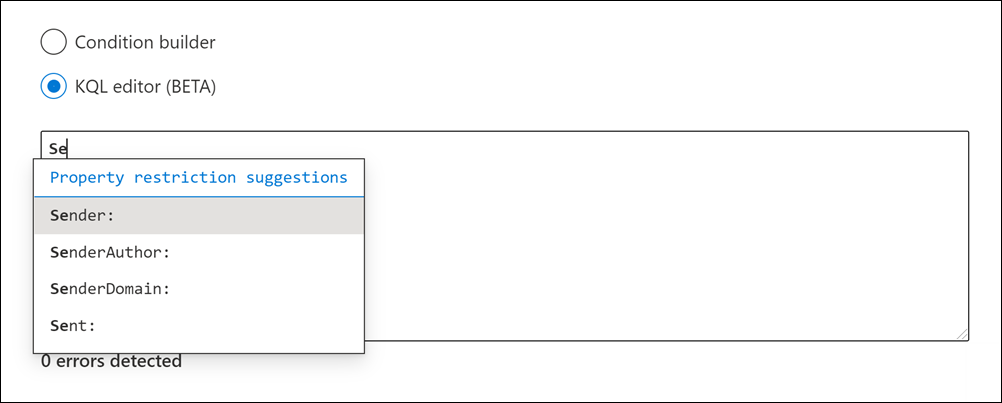 Condition builder
KQL editor (BETA)
Se
Property restriction suggestions
Sender:
SenderAuthor:
SenderDomain:
Sent:
0 errors detected